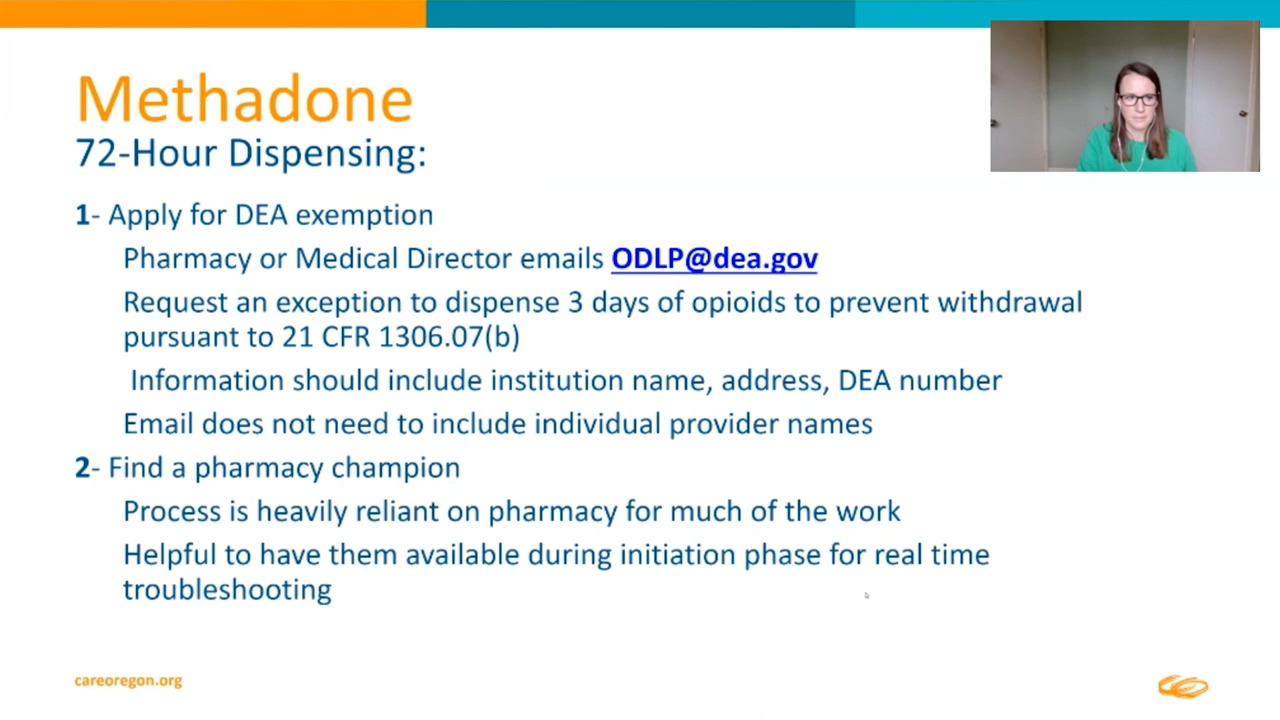 Methadone
72-Hour Dispensing:
1- Apply for DEA exemption
Pharmacy or Medical Director emails ODLP@dea.gov
Request an exception to dispense 3 days of opioids to prevent withdrawal
pursuant to 21 CFR 1306.07(b)
Information should include institution name, address, DEA number
Email does not need to include individual provider names
2- Find a pharmacy champion
Process is heavily reliant on pharmacy for much of the work
Helpful to have them available during initiation phase for real time
troubleshooting
careoregon.org